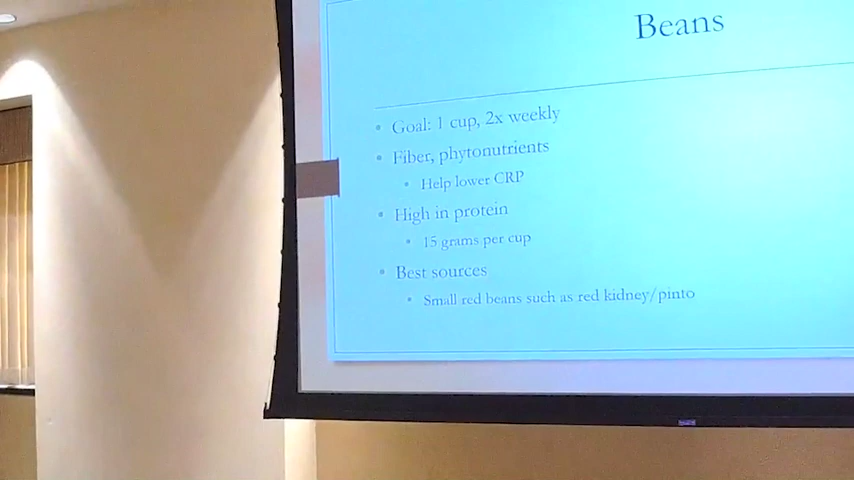 Beans
• Goal: 1 cup, 2x weekly
• Fiber, phytonutrients
• Help lower CRP
• High in protein
• 15 grams per cup
• Best sources
• Small red beans such as red kidney/pinto